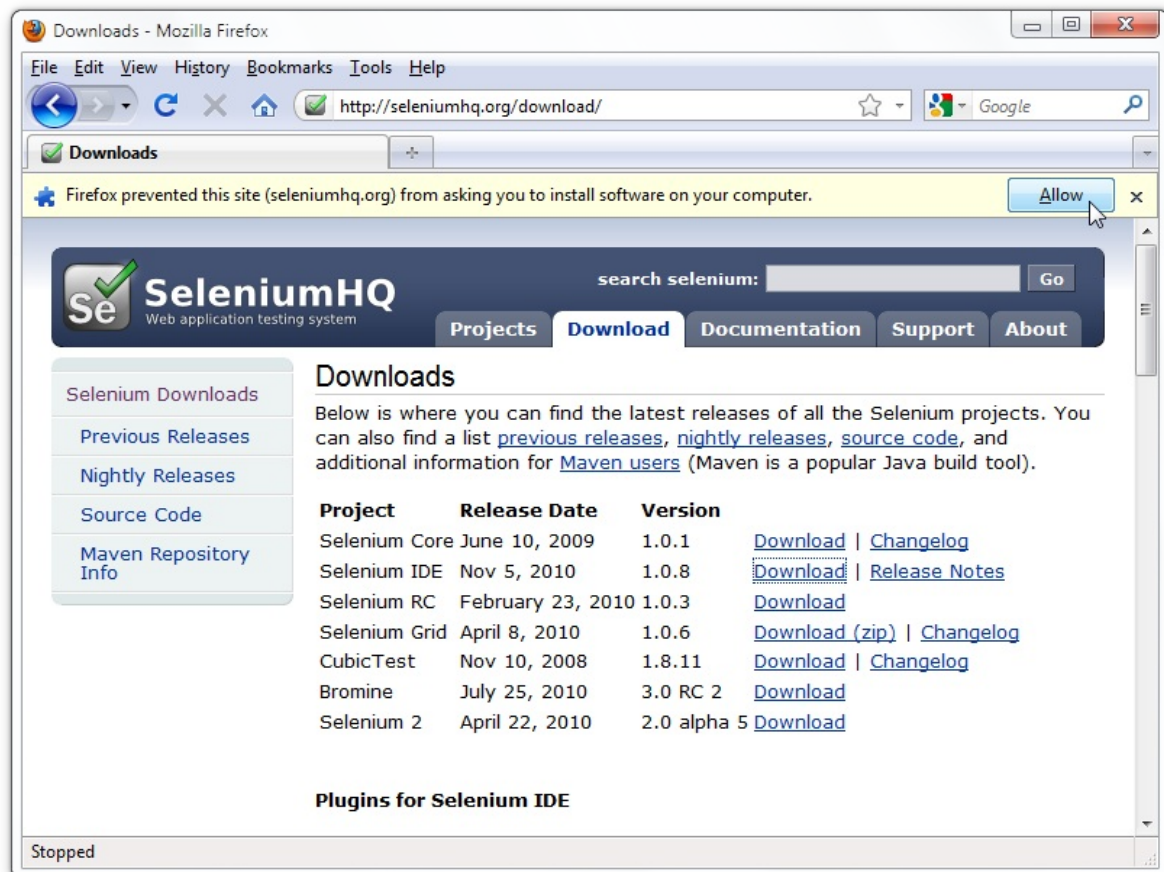 Downloads - Mozilla Firefox
File Edit View History Bookmarks Tools Help
http://seleniumhq.org/download/ Google
Downloads
Firefox prevented this site (seleniumhq.org) from asking you to install software on your computer. Allow
Se SeleniumHQ
Web application testing system
search selenium: Go
Projects Download Documentation Support About
Selenium Downloads
Previous Releases
Nightly Releases
Source Code
Maven Repository
Info
Downloads
Below is where you can find the latest releases of all the Selenium projects. You
can also find a list previous releases, nightly releases, source code, and
additional information for Maven users (Maven is a popular Java build tool).
Project Release Date Version
Selenium Core June 10, 2009 1.0.1 Download | Changelog
Selenium IDE Nov 5, 2010 1.0.8 Download | Release Notes
Selenium RC February 23, 2010 1.0.3 Download
Selenium Grid April 8, 2010 1.0.6 Download (zip) | Changelog
CubicTest Nov 10, 2008 1.8.11 Download | Changelog
Bromine July 25, 2010 3.0 RC 2 Download
Selenium 2 April 22, 2010 2.0 alpha 5 Download
Plugins for Selenium IDE
Stopped